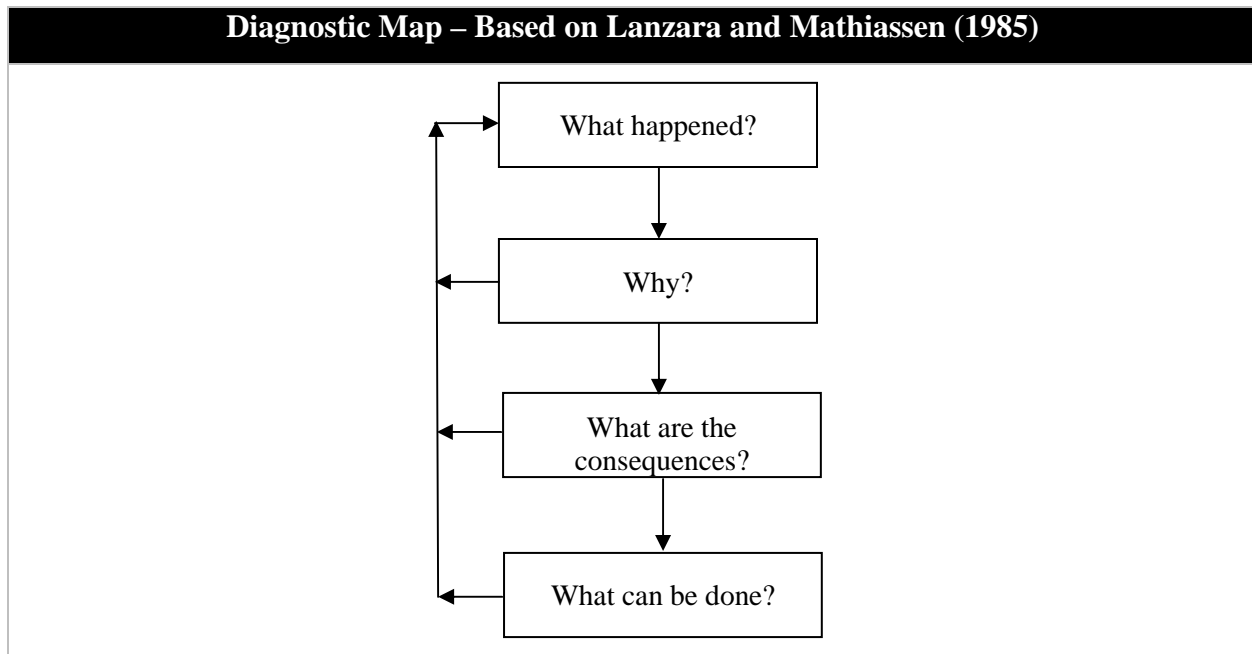 Diagnostic Map – Based on Lanzara and Mathiassen (1985)
What happened?
Why?
What are the
consequences?
What can be done?